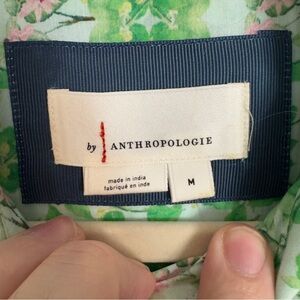 by ANTHROPOLOGIE
made in india
fabriqué en inde
M